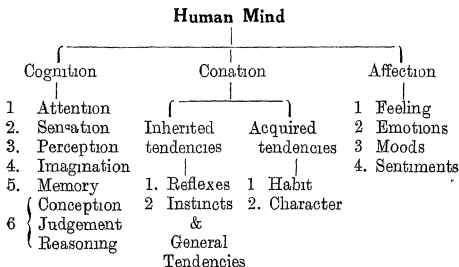 Human Mind
Cognition Conation Affection
1 Attention 1 Feeling
2. Sensation Inherited Acquired 2 Emotions
3. Perception tendencies tendencies 3 Moods
4. Imagination 4. Sentiments
5. Memory 1. Reflexes 1 Habit
Conception 2 Instincts 2. Character
6 Judgement &
Reasoning General
Tendencies